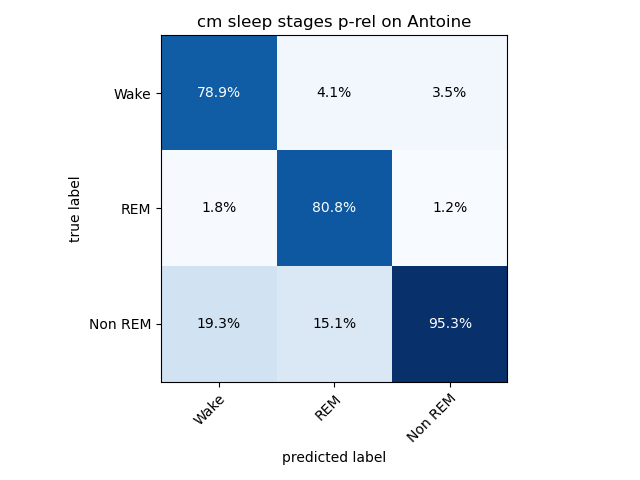 cm sleep stages p-rel on Antoine
true label
Wake
78.9%
4.1%
3.5%
REM
1.8%
80.8%
1.2%
Non REM
19.3%
15.1%
95.3%
Wake
REM
Non REM
predicted label